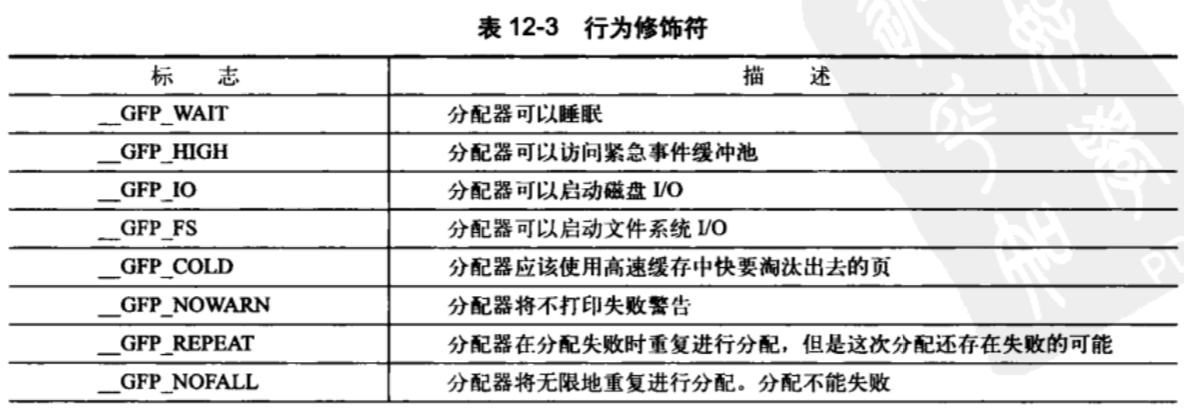 表 12-3 行为修饰符
标 志 描 述
__GFP_WAIT 分配器可以睡眠
__GFP_HIGH 分配器可以访问紧急事件缓冲池
__GFP_IO 分配器可以启动磁盘 I/O
__GFP_FS 分配器可以启动文件系统 I/O
__GFP_COLD 分配器应该使用高速缓存中快要淘汰出去的页
__GFP_NOWARN 分配器将不打印失败警告
__GFP_REPEAT 分配器在分配失败时重复进行分配，但是这次分配还存在失败的可能
__GFP_NOFALL 分配器将无限地重复进行分配。分配不能失败